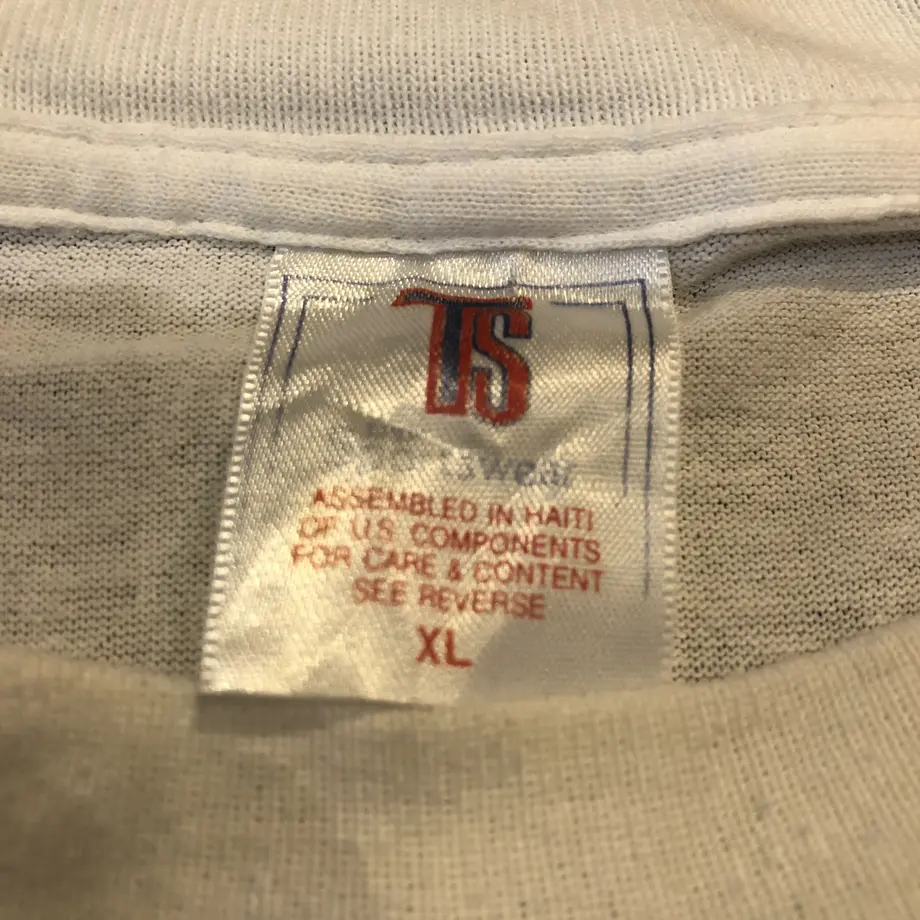 TS
ASSEMBLED IN HAITI
OF U.S. COMPONENTS
FOR CARE & CONTENT
SEE REVERSE
XL